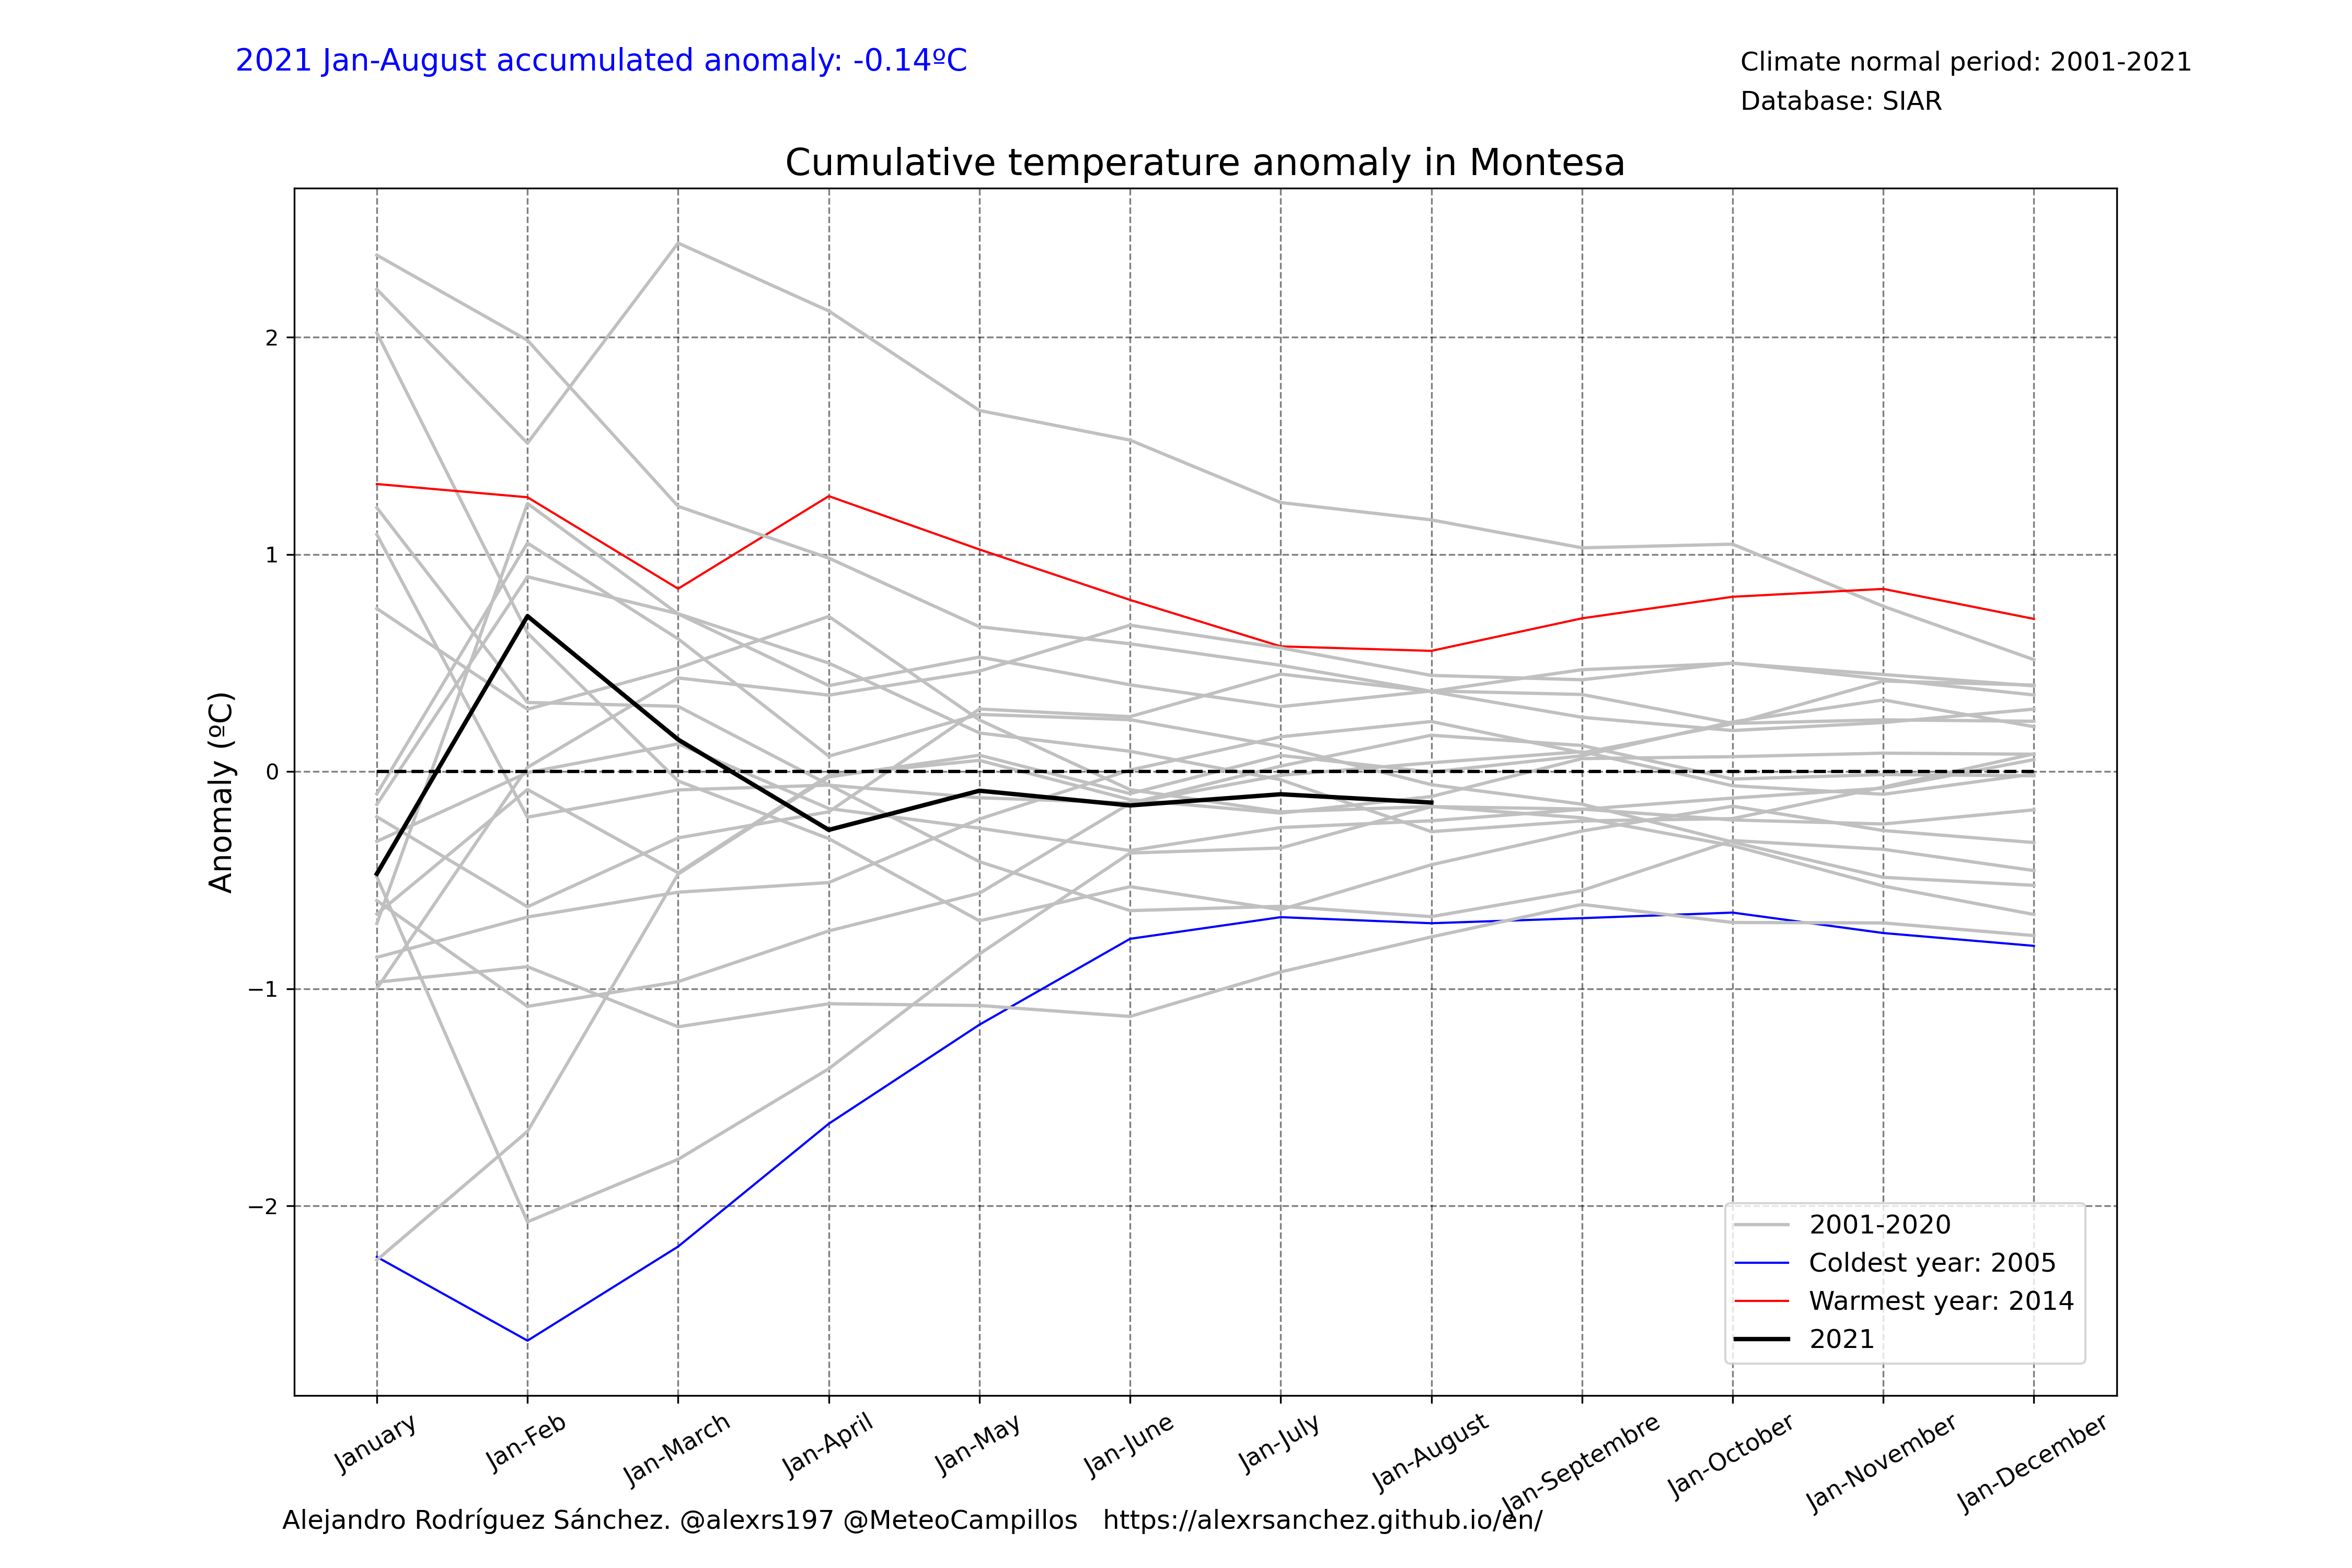 2021 Jan-August accumulated anomaly: -0.14ºC
Climate normal period: 2001-2021
Database: SIAR
Cumulative temperature anomaly in Montesa
Anomaly (ºC)
2
1
0
−1
−2
2001-2020
Coldest year: 2005
Warmest year: 2014
2021
January
Jan-Feb
Jan-March
Jan-April
Jan-May
Jan-June
Jan-July
Jan-August
Jan-Septembre
Jan-October
Jan-November
Jan-December
Alejandro Rodríguez Sánchez. @alexrs197 @MeteoCampillos https://alexrsanchez.github.io/en/